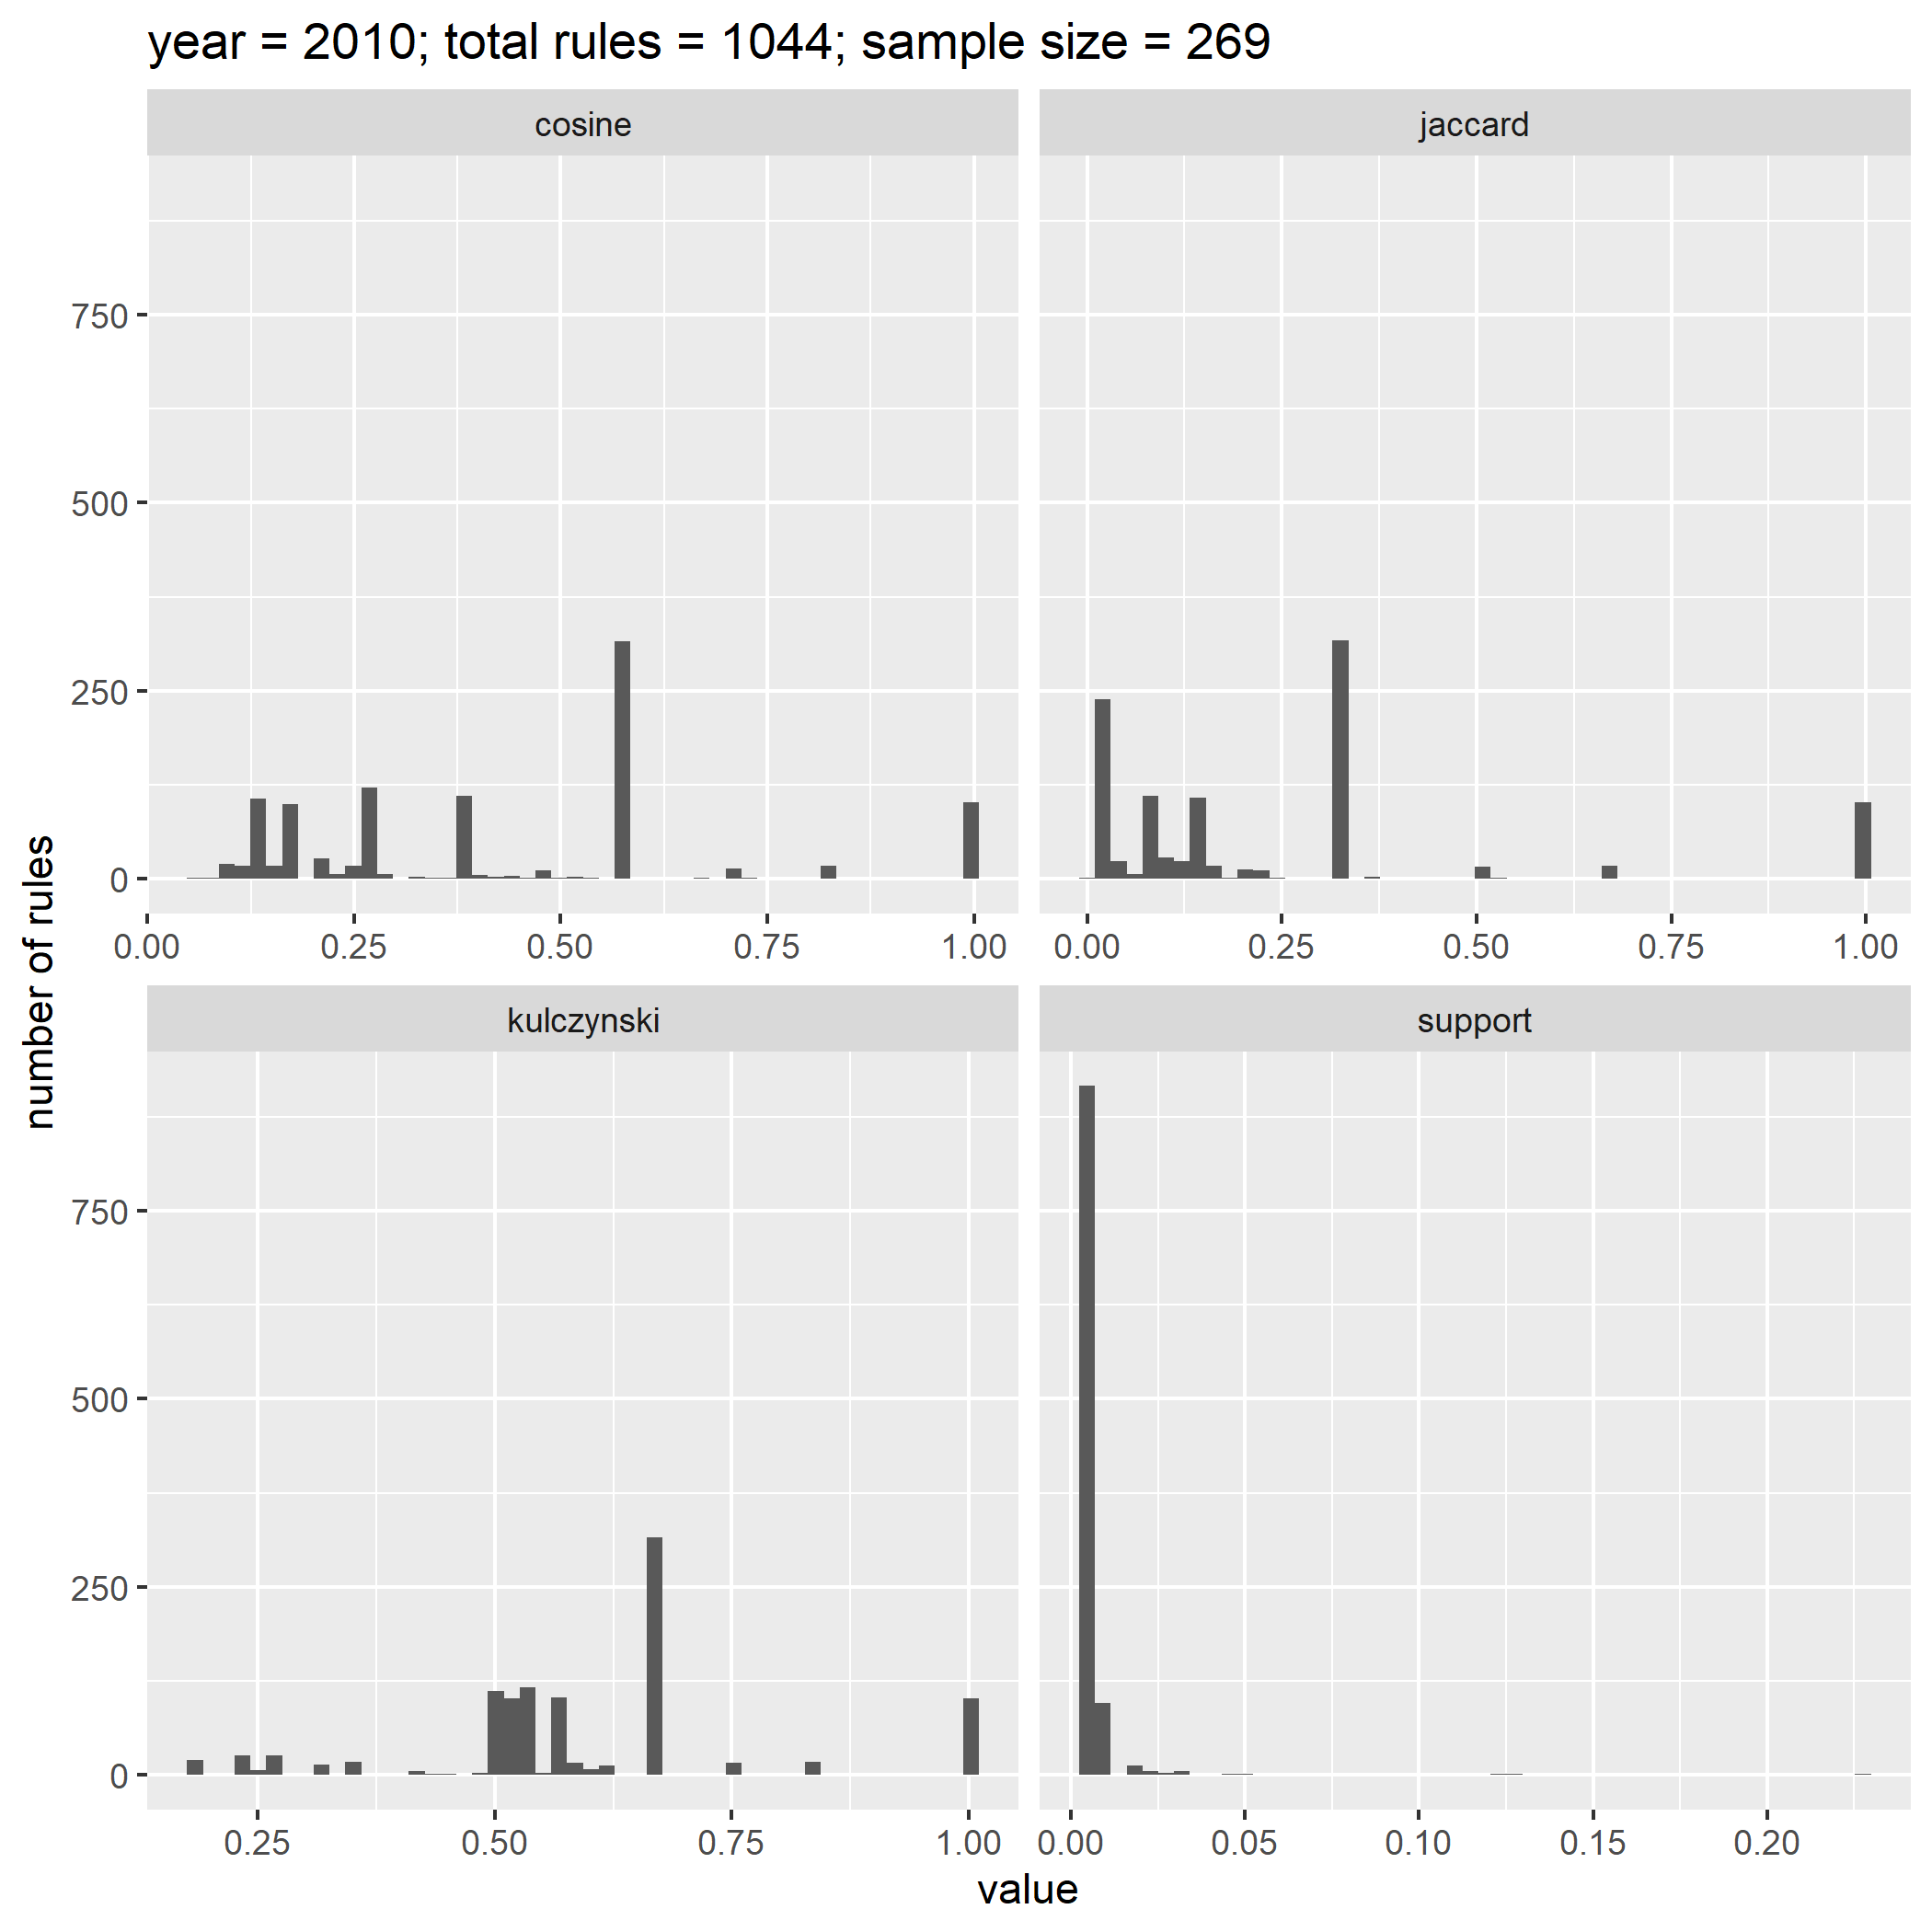 year = 2010; total rules = 1044; sample size = 269
cosine
jaccard
750
500
250
0
0.00 0.25 0.50 0.75 1.00
0.00 0.25 0.50 0.75 1.00
number of rules
kulczynski
support
750
500
250
0
0.25 0.50 0.75 1.00
0.00 0.05 0.10 0.15 0.20
value